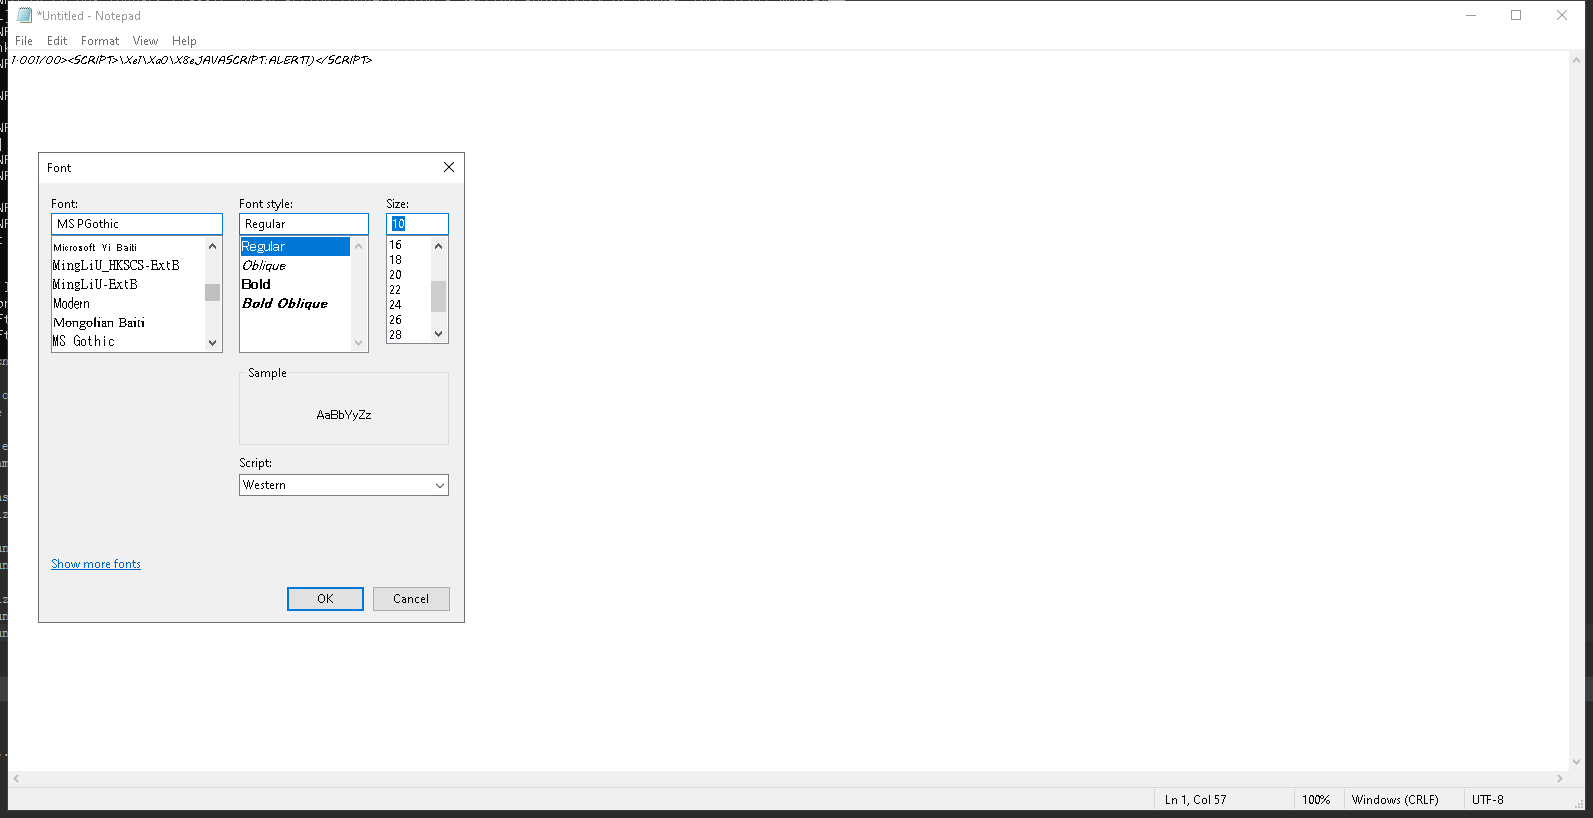 *Untitled - Notepad
File Edit Format View Help
1.001/00><SCRIPT>\Xe1\Xa0\X8eJAVASCRIPT:ALERT1)</SCRIPT>
Font
Font: Font style: Size:
MS PGothic Regular 10
Microsoft Yi Baiti Regular 16
MingLiU_HKSCS-ExtB Oblique 18
MingLiU-ExtB Bold 20
Modern Bold Oblique 22
Mongolian Baiti 24
MS Gothic 26
28
Sample
AaBbYyZz
Script:
Western
Show more fonts
OK Cancel
Ln 1, Col 57 100% Windows (CRLF) UTF-8